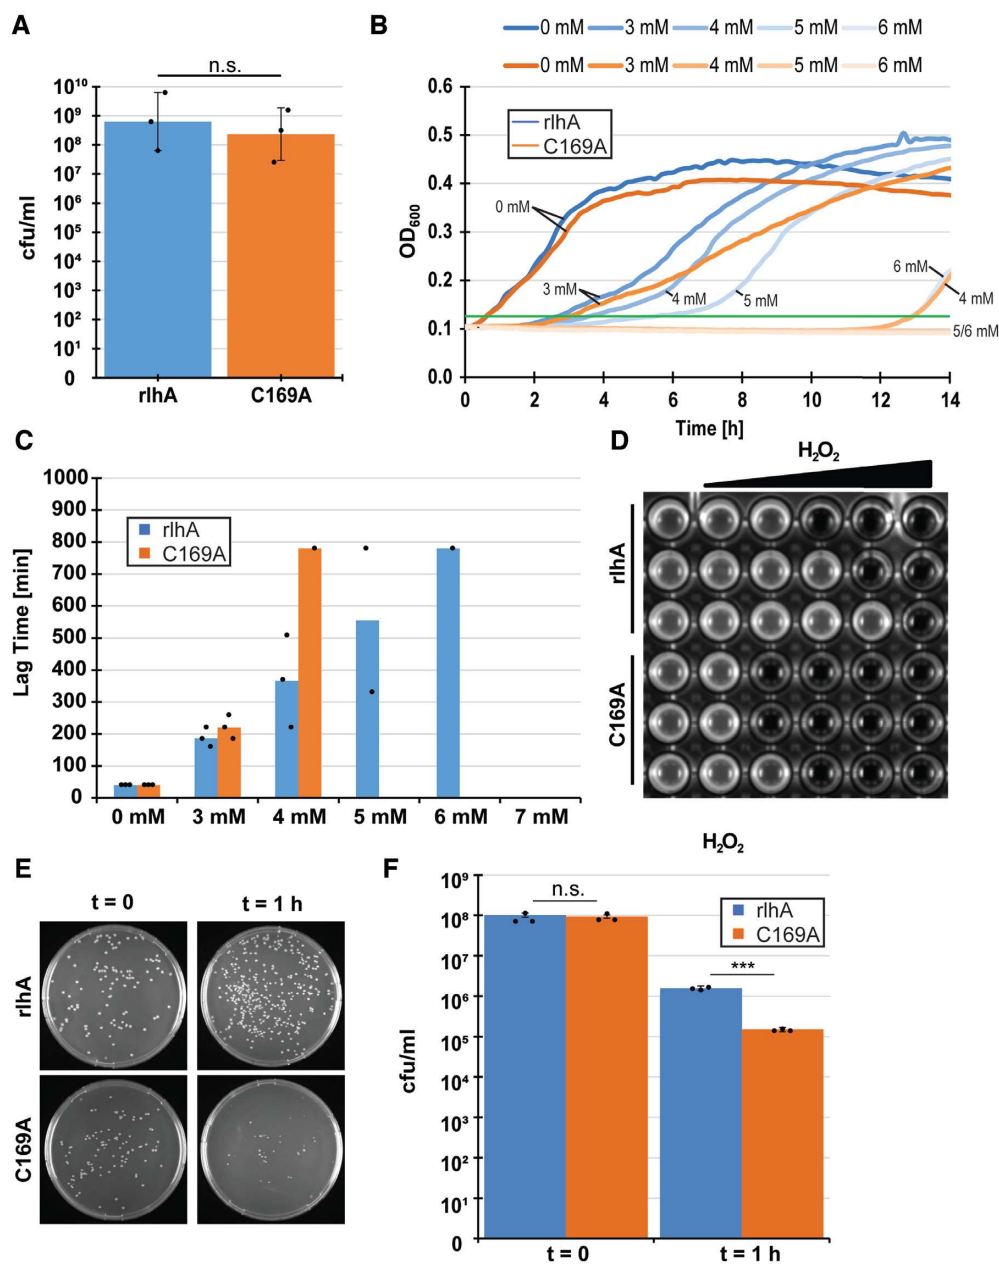 A
n.s.
cfu/ml
10¹⁰
10⁹
10⁸
10⁷
10⁶
10⁵
10⁴
10³
10²
10¹
0
rlhA
C169A
B
0 mM 3 mM 4 mM 5 mM 6 mM
0 mM 3 mM 4 mM 5 mM 6 mM
rlhA
C169A
OD₆₀₀
0.6
0.5
0.4
0.3
0.2
0.1
0.0
0 mM
3 mM
4 mM
5 mM
6 mM
4 mM
5/6 mM
0 2 4 6 8 10 12 14
Time [h]
C
rlhA
C169A
Lag Time [min]
1000
900
800
700
600
500
400
300
200
100
0
0 mM 3 mM 4 mM 5 mM 6 mM 7 mM
D
H₂O₂
rlhA
C169A
E
t = 0
t = 1 h
rlhA
C169A
F
H₂O₂
n.s.
rlhA
C169A
***
cfu/ml
10⁹
10⁸
10⁷
10⁶
10⁵
10⁴
10³
10²
10¹
0
t = 0
t = 1 h